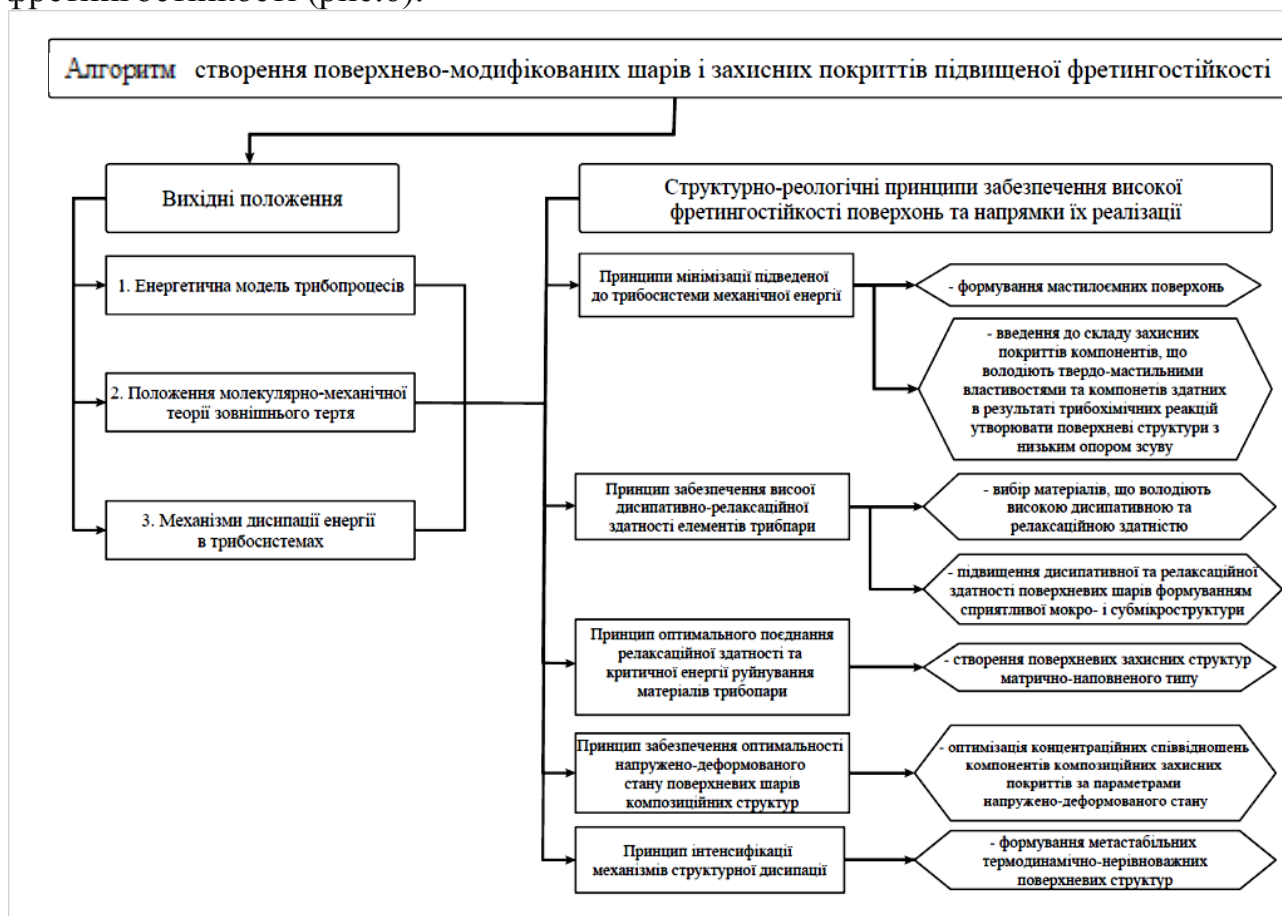 фретингостійкості (рис.6).
Алгоритм створення поверхнево-модифікованих шарів і захисних покриттів підвищеної фретингостійкості
Вихідні положення
1. Енергетична модель трибопроцесів
2. Положення молекулярно-механічної
теорії зовнішнього тертя
3. Механізми дисипації енергії
в трибосистемах
Структурно-реологічні принципи забезпечення високої
фретингостійкості поверхонь та напрямки їх реалізації
Принципи мінімізації підведеної
до трибосистеми механічної енергії
- формування мастилоємних поверхонь
- введення до складу захисних
покриттів компонентів, що
володіють твердо-мастильними
властивостями та компонетів здатних
в результаті трибохімічних реакцій
утворювати поверхневі структури з
низьким опором зсуву
Принцип забезпечення висоої
дисипативно-релаксаційної
здатності елементів трибпари
- вибір матеріалів, що володіють
високою дисипативною та
релаксаційною здатністю
- підвищення дисипативної та релаксаційної
здатності поверхневих шарів формуванням
сприятливої мокро- і субмікроструктури
Принцип оптимального поєднання
релаксаційної здатності та
критичної енергії руйнування
матеріалів трибопари
- створення поверхневих захисних структур
матрично-наповненого типу
Принцип забезпечення оптимальності
напружено-деформованого
стану поверхневих шарів
композиційних структур
- оптимізація концентраційних співвідношень
компонентів композиційних захисних
покриттів за параметрами
напружено-деформованого стану
Принцип інтенсифікації
механізмів структурної дисипації
- формування метастабільних
термодинамічно-нерівноважних
поверхневих структур